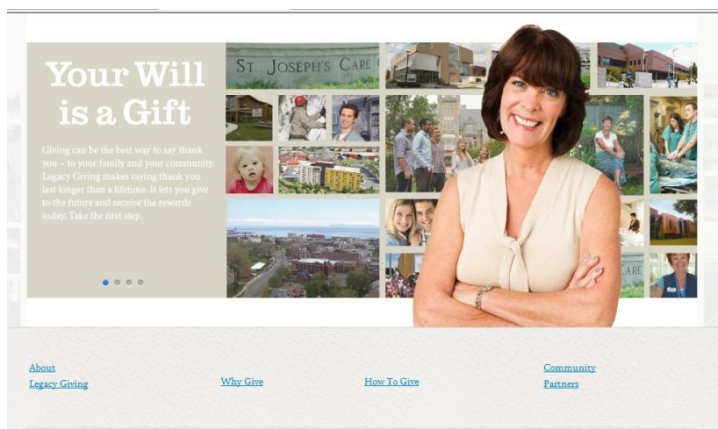 Your Will
is a Gift
Giving can be the best way to say thank
you – to your family and your community.
Legacy Giving makes saying thank you
last longer than a lifetime. It lets you give
to the future and receive the rewards
today. Take the first step.
ST. JOSEPH'S CARE
CARE
About
Legacy Giving
Why Give
How To Give
Community
Partners